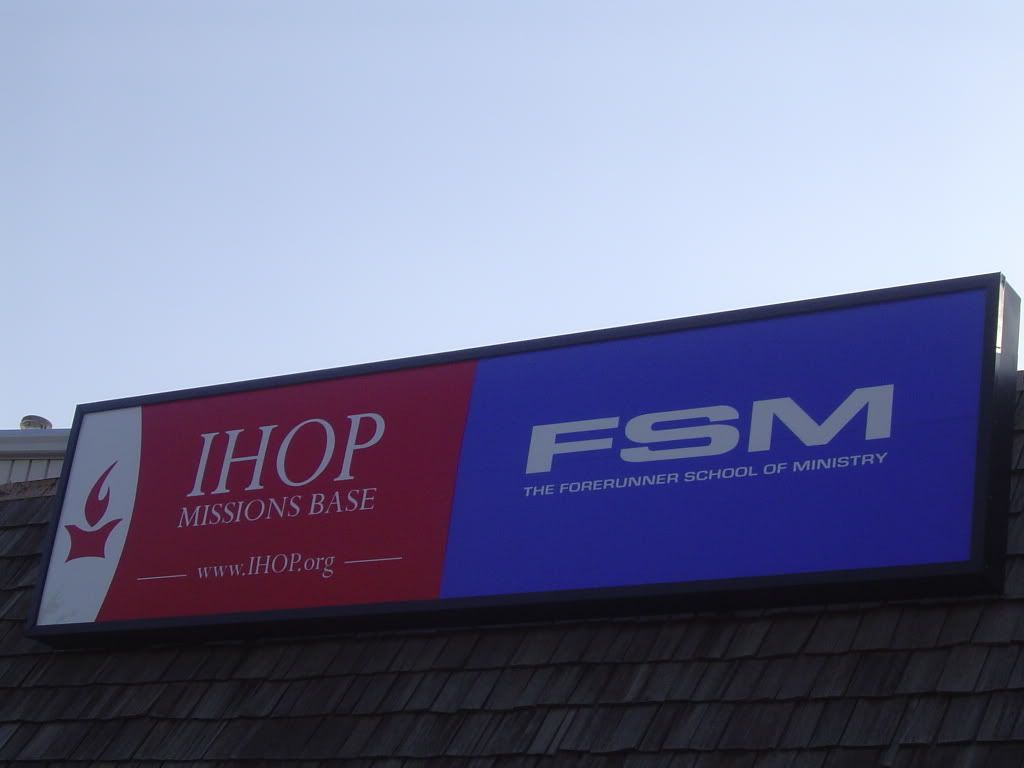 IHOP
MISSIONS BASE
www.IHOP.org
FSM
THE FORERUNNER SCHOOL OF MINISTRY